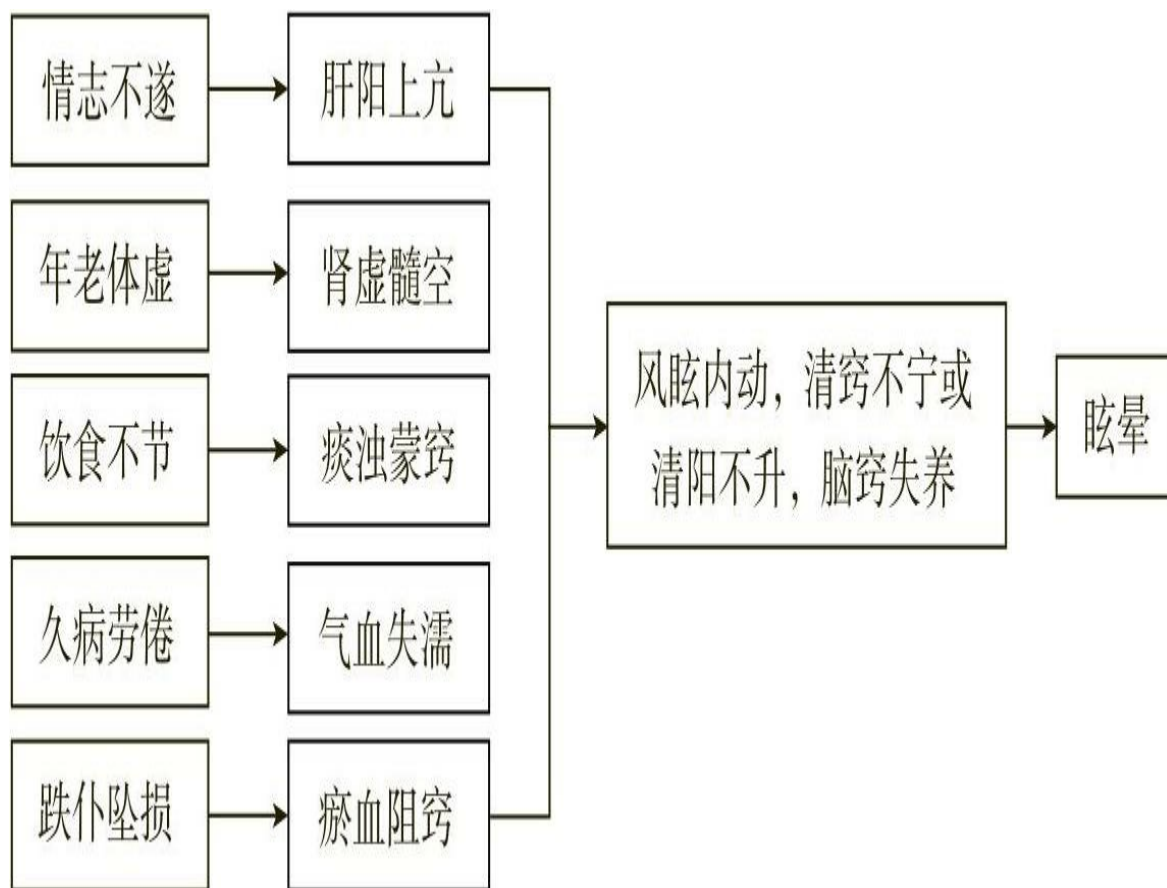 情志不遂
肝阳上亢
年老体虚
肾虚髓空
饮食不节
痰浊蒙窍
久病劳倦
气血失濡
跌仆坠损
瘀血阻窍
风眩内动，清窍不宁或
清阳不升，脑窍失养
眩晕